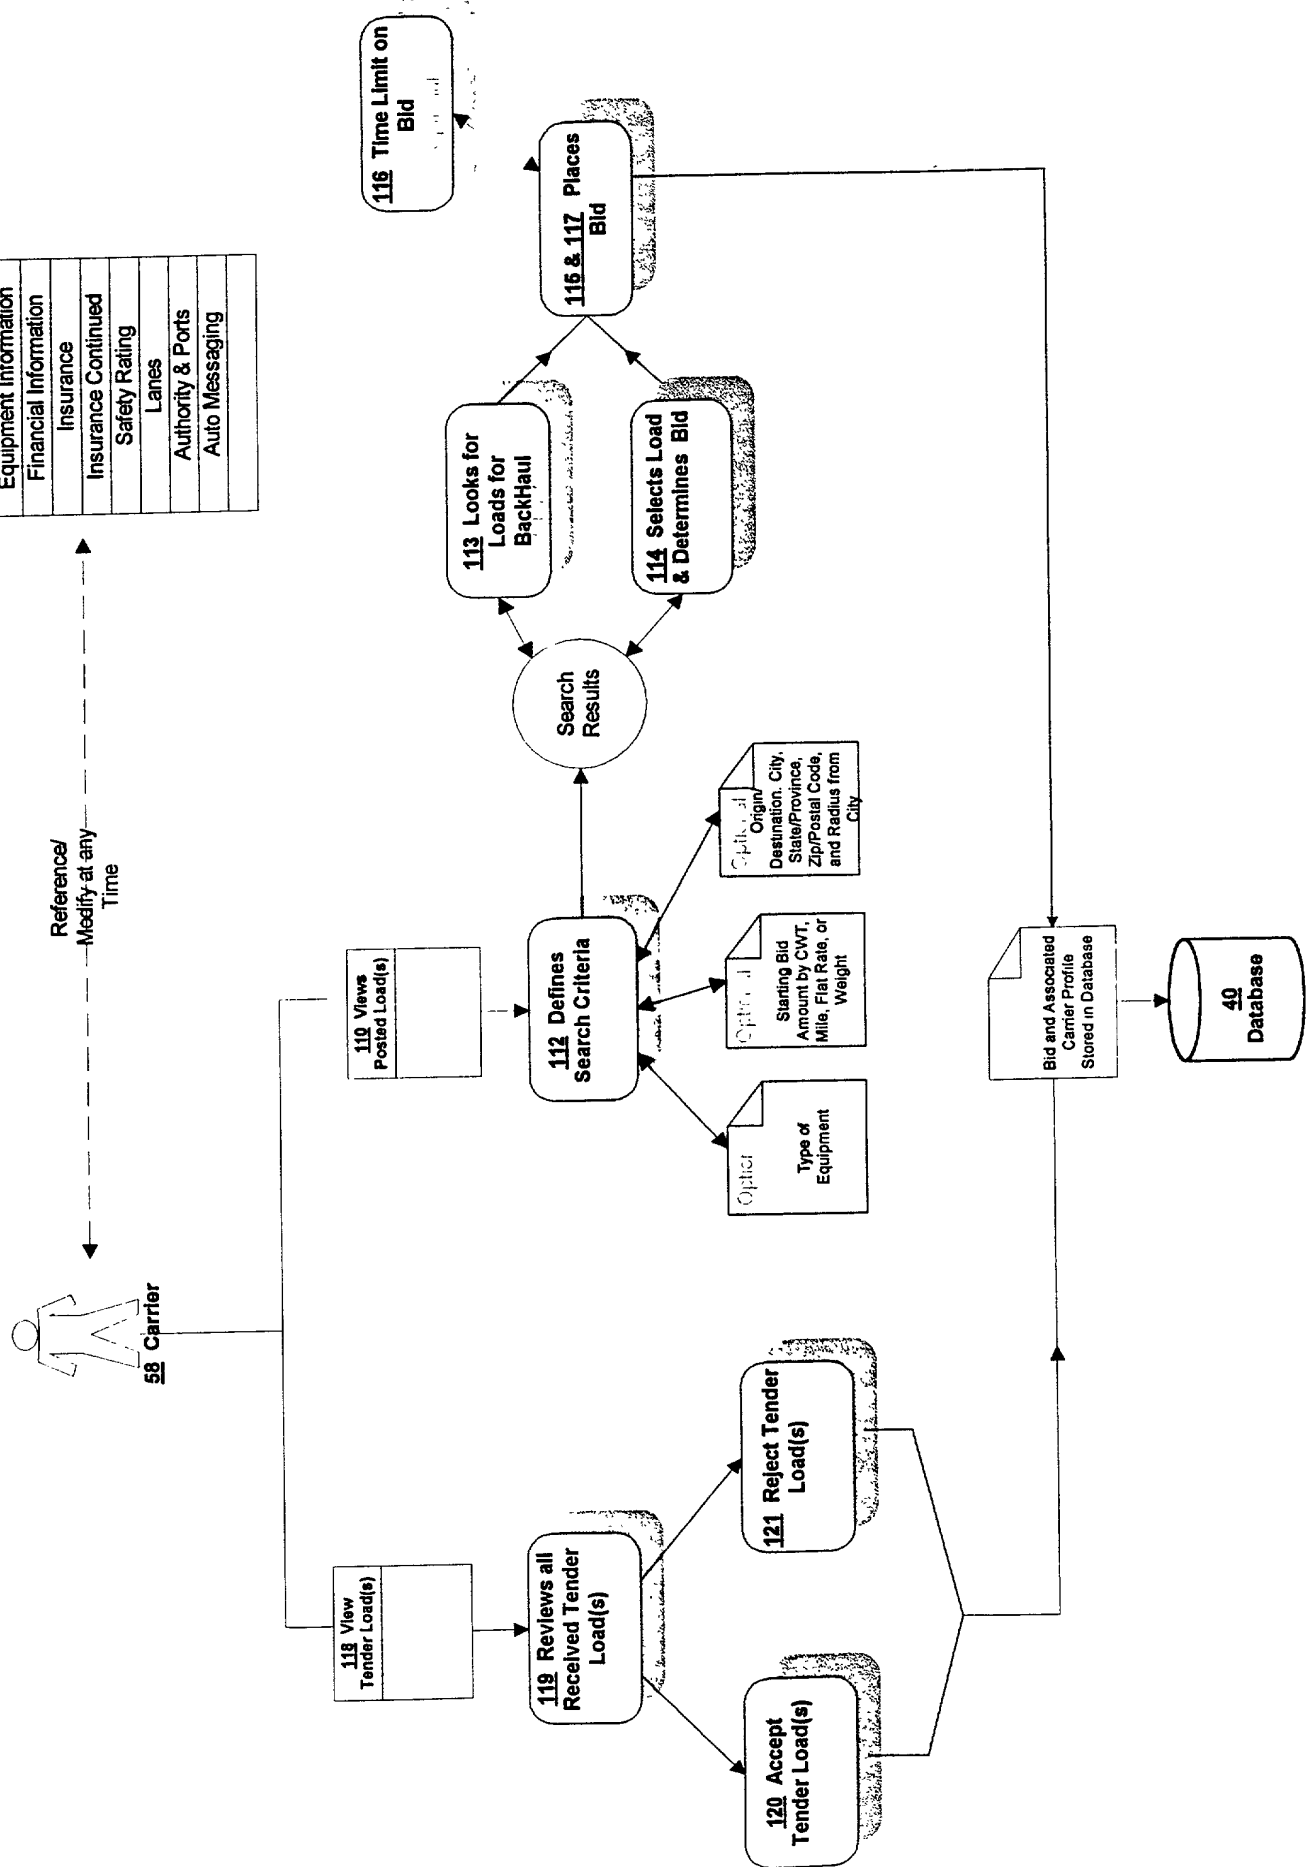 Equipment Information
Financial Information
Insurance
Insurance Continued
Safety Rating
Lanes
Authority & Ports
Auto Messaging
Reference/
Modify at any
Time
58 Carrier
118 View
Tender Load(s)
110 Views
Posted Load(s)
119 Reviews all
Received Tender
Load(s)
120 Accept
Tender Load(s)
121 Reject Tender
Load(s)
112 Defines
Search Criteria
Type of
Equipment
Starting Bid
Amount by CWT,
Mile, Flat Rate, or
Weight
Origin/
Destination. City,
State/Province,
Zip/Postal Code,
and Radius from
City
Search
Results
113 Looks for
Loads for
BackHaul
114 Selects Load
& Determines Bid
116 & 117 Places
Bid
116 Time Limit on
Bid
Bid and Associated
Carrier Profile
Stored in Database
40
Database